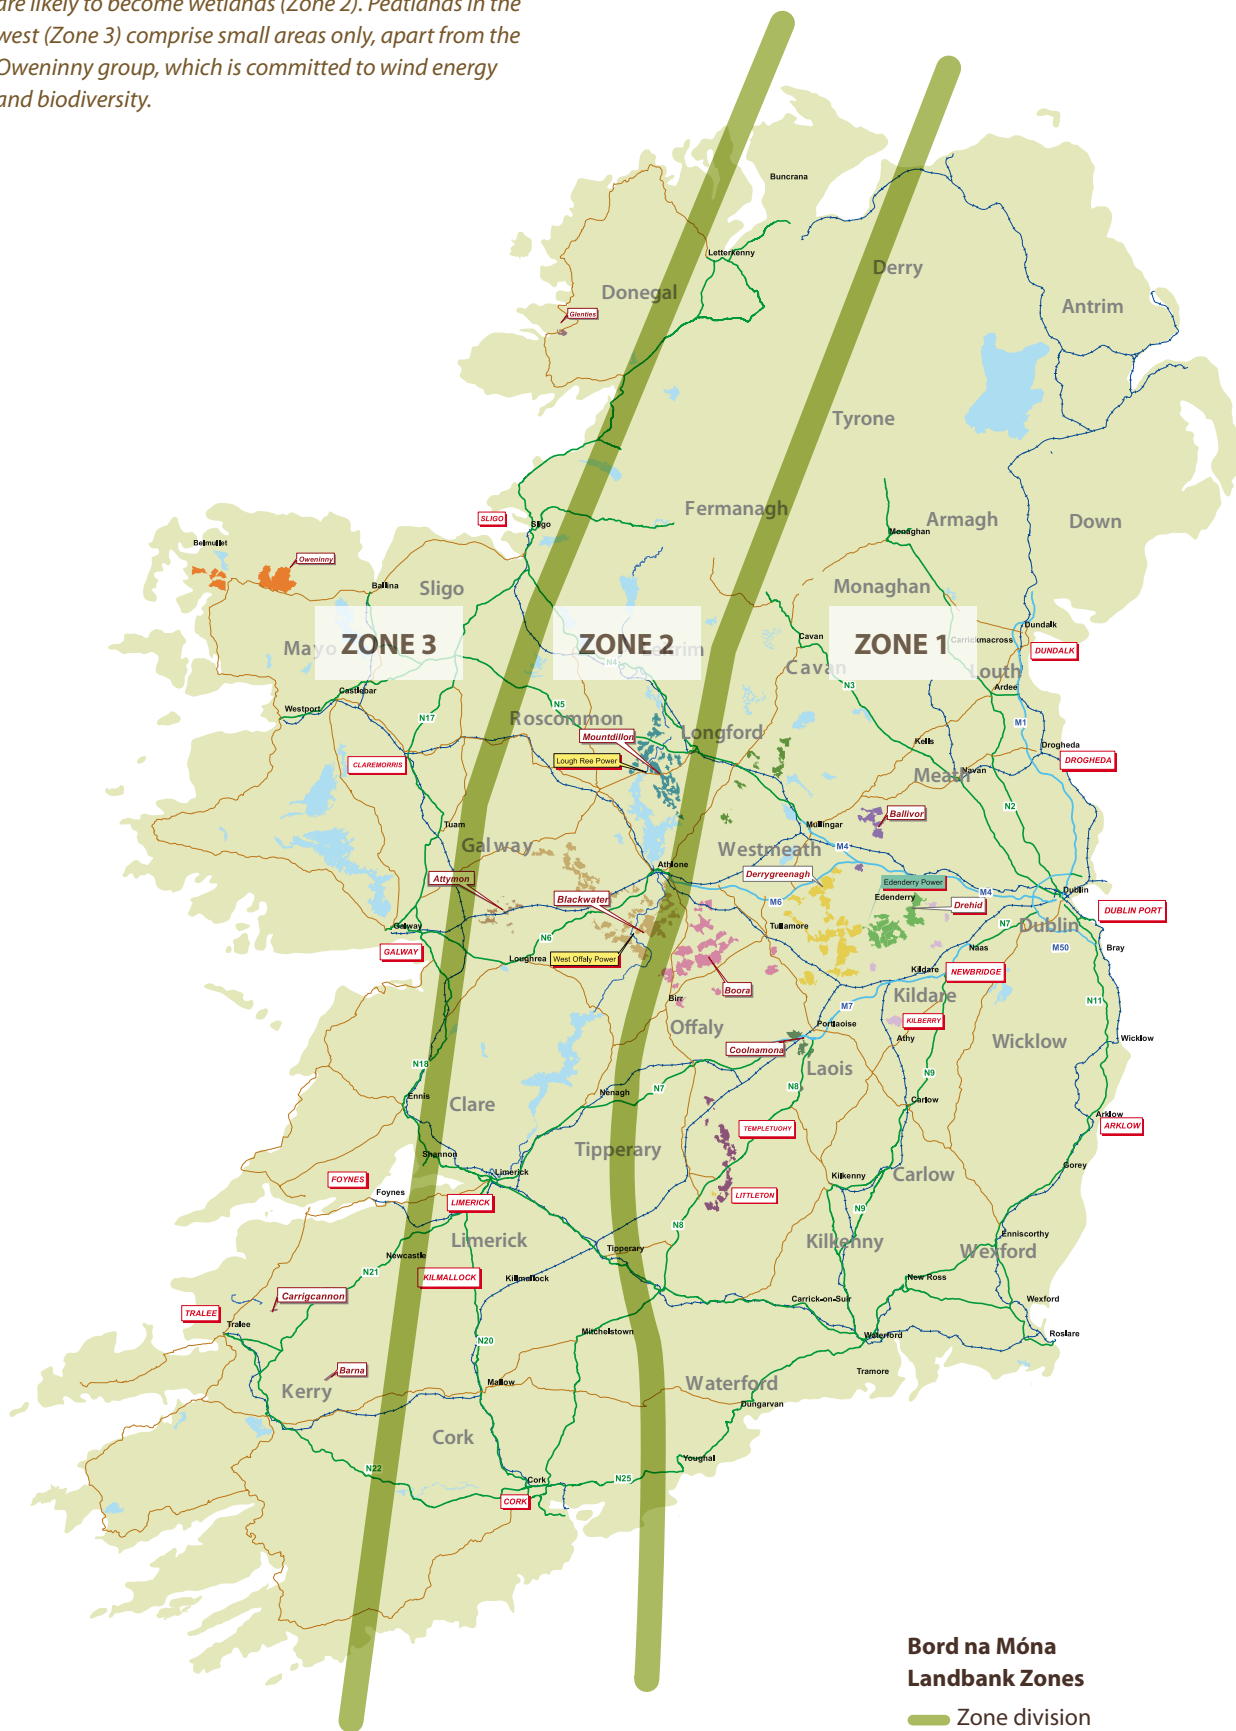 are likely to become wetlands (Zone 2). Peatlands in the
west (Zone 3) comprise small areas only, apart from the
Oweninny group, which is committed to wind energy
and biodiversity.
Buncrana
Letterkenny
Derry
Donegal
Antrim
Glenties
Tyrone
Fermanagh
SLIGO
Sligo
Armagh
Down
Monaghan
Belmullet
Oweninny
Ballina
Sligo
Monaghan
Dundalk
Carrickmacross
Cavan
ZONE 3
ZONE 2
ZONE 1
Mayo
DUNDALK
N4
Cavan
Louth
N3
Ardee
Castlebar
Westport
N17
N5
Roscommon
M1
Mountdillon
Longford
Kells
Drogheda
Lough Ree Power
DROGHEDA
CLAREMORRIS
Navan
Meath
N2
Ballivor
Tuam
Mullingar
Galway
Westmeath
M4
Athlone
Derrygreenagh
Attymon
Edenderry Power
M4
Dublin
Blackwater
M6
Edenderry
Drehid
DUBLIN PORT
Galway
Tullamore
N7
Dublin
N6
GALWAY
Naas
M50
Bray
Loughrea
West Offaly Power
Kildare
NEWBRIDGE
Boora
Birr
Kildare
N11
M7
Offaly
Portlaoise
KILBERRY
Athy
Wicklow
Wicklow
Coolnamona
N18
Laois
N9
N7
N8
Ennis
Nenagh
Clare
Carlow
Arklow
TEMPLETUOHY
ARKLOW
Tipperary
Shannon
Limerick
Gorey
FOYNES
Kilkenny
Carlow
Foynes
LIMERICK
LITTLETON
N9
N8
Enniscorthy
Limerick
Kilkenny
Tipperary
Wexford
Newcastle
N21
KILMALLOCK
Kilmallock
New Ross
Carrigcannon
Carrick-on-Suir
Wexford
TRALEE
Tralee
Mitchelstown
Waterford
Roslare
N20
Barna
Tramore
Kerry
Mallow
Waterford
Dungarvan
Cork
Youghal
N22
Cork
N25
CORK
Bord na Móna
Landbank Zones
Zone division